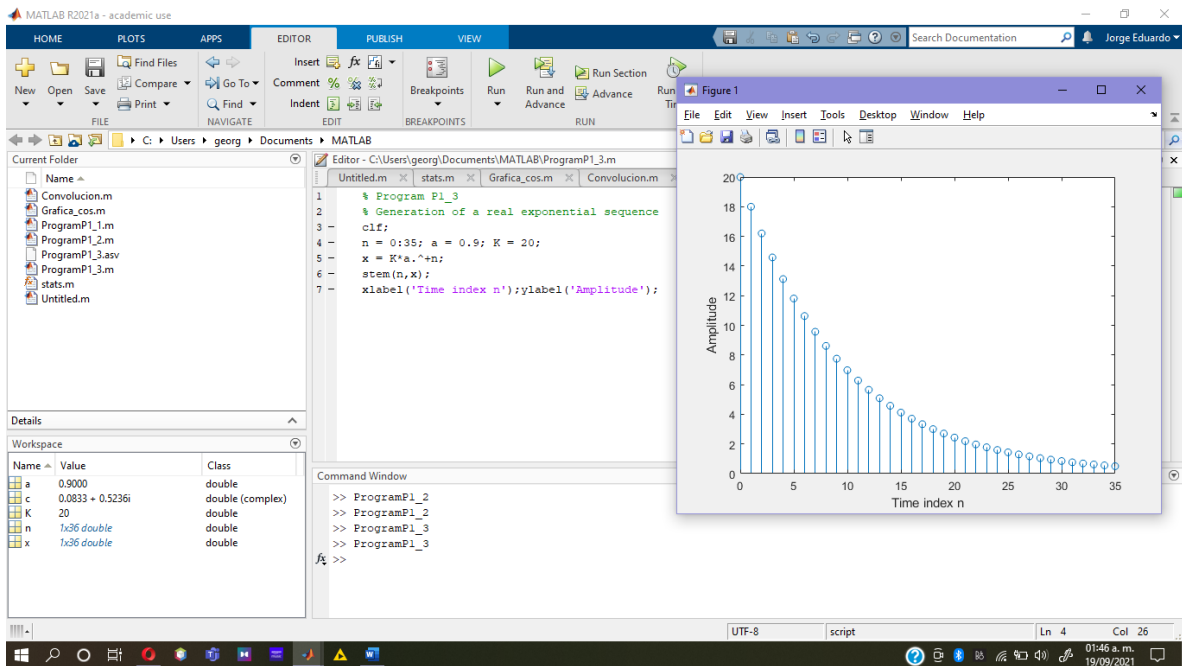 MATLAB R2021a - academic use
HOME PLOTS APPS EDITOR PUBLISH VIEW
Search Documentation
Jorge Eduardo
New Open Save
Find Files
Compare
Print
FILE
Go To
Find
NAVIGATE
Insert fx
Comment %
Indent
EDIT
Breakpoints
BREAKPOINTS
Run
Run and Advance
Run Section
Advance
RUN
C: Users georg Documents MATLAB
Current Folder
Name
Convolucion.m
Grafica_cos.m
ProgramP1_1.m
ProgramP1_2.m
ProgramP1_3.asv
ProgramP1_3.m
stats.m
Untitled.m
Details
Workspace
Name Value Class
a 0.9000 double
c 0.0833 + 0.5236i double (complex)
K 20 double
n 1x36 double double
x 1x36 double double
Editor - C:\Users\georg\Documents\MATLAB\ProgramP1_3.m
Untitled.m stats.m Grafica_cos.m Convolucion.m
1 % Program P1_3
2 % Generation of a real exponential sequence
3 - clf;
4 - n = 0:35; a = 0.9; K = 20;
5 - x = K*a.^+n;
6 - stem(n,x);
7 - xlabel('Time index n');ylabel('Amplitude');
Command Window
>> ProgramP1_2
>> ProgramP1_2
>> ProgramP1_3
>> ProgramP1_3
fx >>
Figure 1
File Edit View Insert Tools Desktop Window Help
20
18
16
14
12
10
8
6
4
2
0
Amplitude
0 5 10 15 20 25 30 35
Time index n
UTF-8 script Ln 4 Col 26
01:46 a. m.
19/09/2021